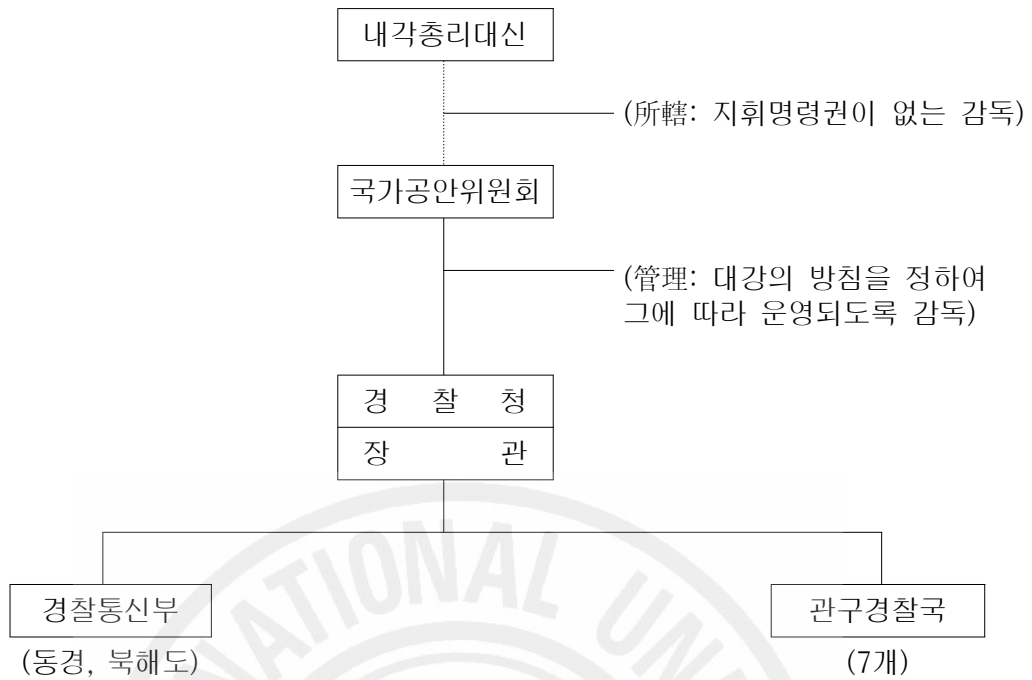 내각총리대신
(所轄: 지휘명령권이 없는 감독)
국가공안위원회
(管理: 대강의 방침을 정하여
그에 따라 운영되도록 감독)
경 찰 청
장 관
경찰통신부
(동경, 북해도)
관구경찰국
(7개)
NATIONAL UN